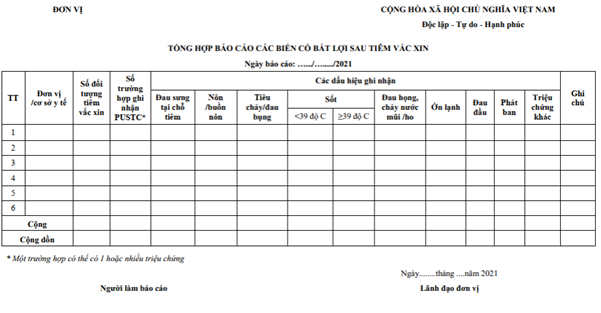 ĐƠN VỊ
CỘNG HÒA XÃ HỘI CHỦ NGHĨA VIỆT NAM
Độc lập - Tự do - Hạnh phúc
TỔNG HỢP BÁO CÁO CÁC BIẾN CỐ BẤT LỢI SAU TIÊM VẮC XIN
Ngày báo cáo: …../…...../2021
TT
Đơn vị
/cơ sở y tế
Số đối
tượng
tiêm
vắc xin
Số
trường
hợp ghi
nhận
PUSTC*
Các dấu hiệu ghi nhận
Đau sưng
tại chỗ
tiêm
Nôn
/buồn
nôn
Tiêu
chảy/đau
bụng
Sốt
<39 độ C
≥39 độ C
Đau họng,
chảy nước
mũi /ho
Ớn lạnh
Đau
đầu
Phát
ban
Triệu
chứng
khác
Ghi
chú
1
2
3
4
5
6
Cộng
Cộng dồn
* Một trường hợp có thể có 1 hoặc nhiều triệu chứng
Ngày........tháng ....năm 2021
Người làm báo cáo
Lãnh đạo đơn vị